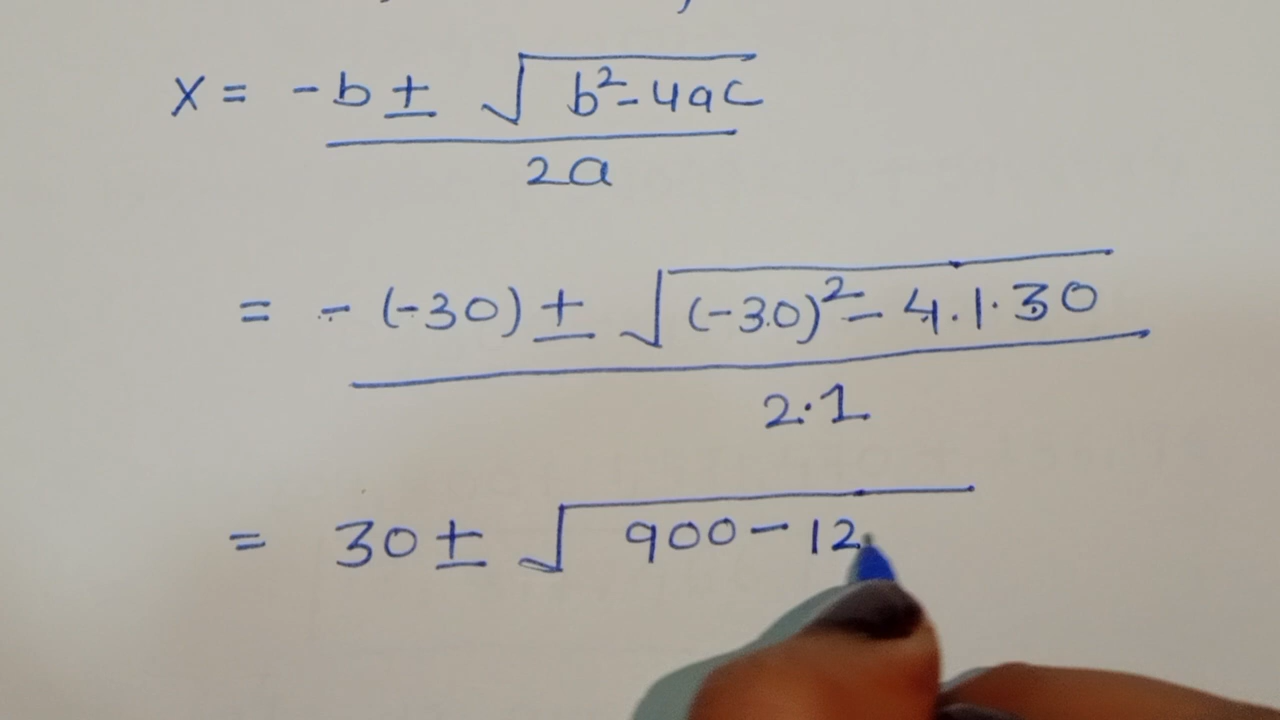 x = -b ± √(b² - 4ac)
2a
= - (-30) ± √((-30)² - 4.1.30)
2.1
= 30 ± √(900 - 12